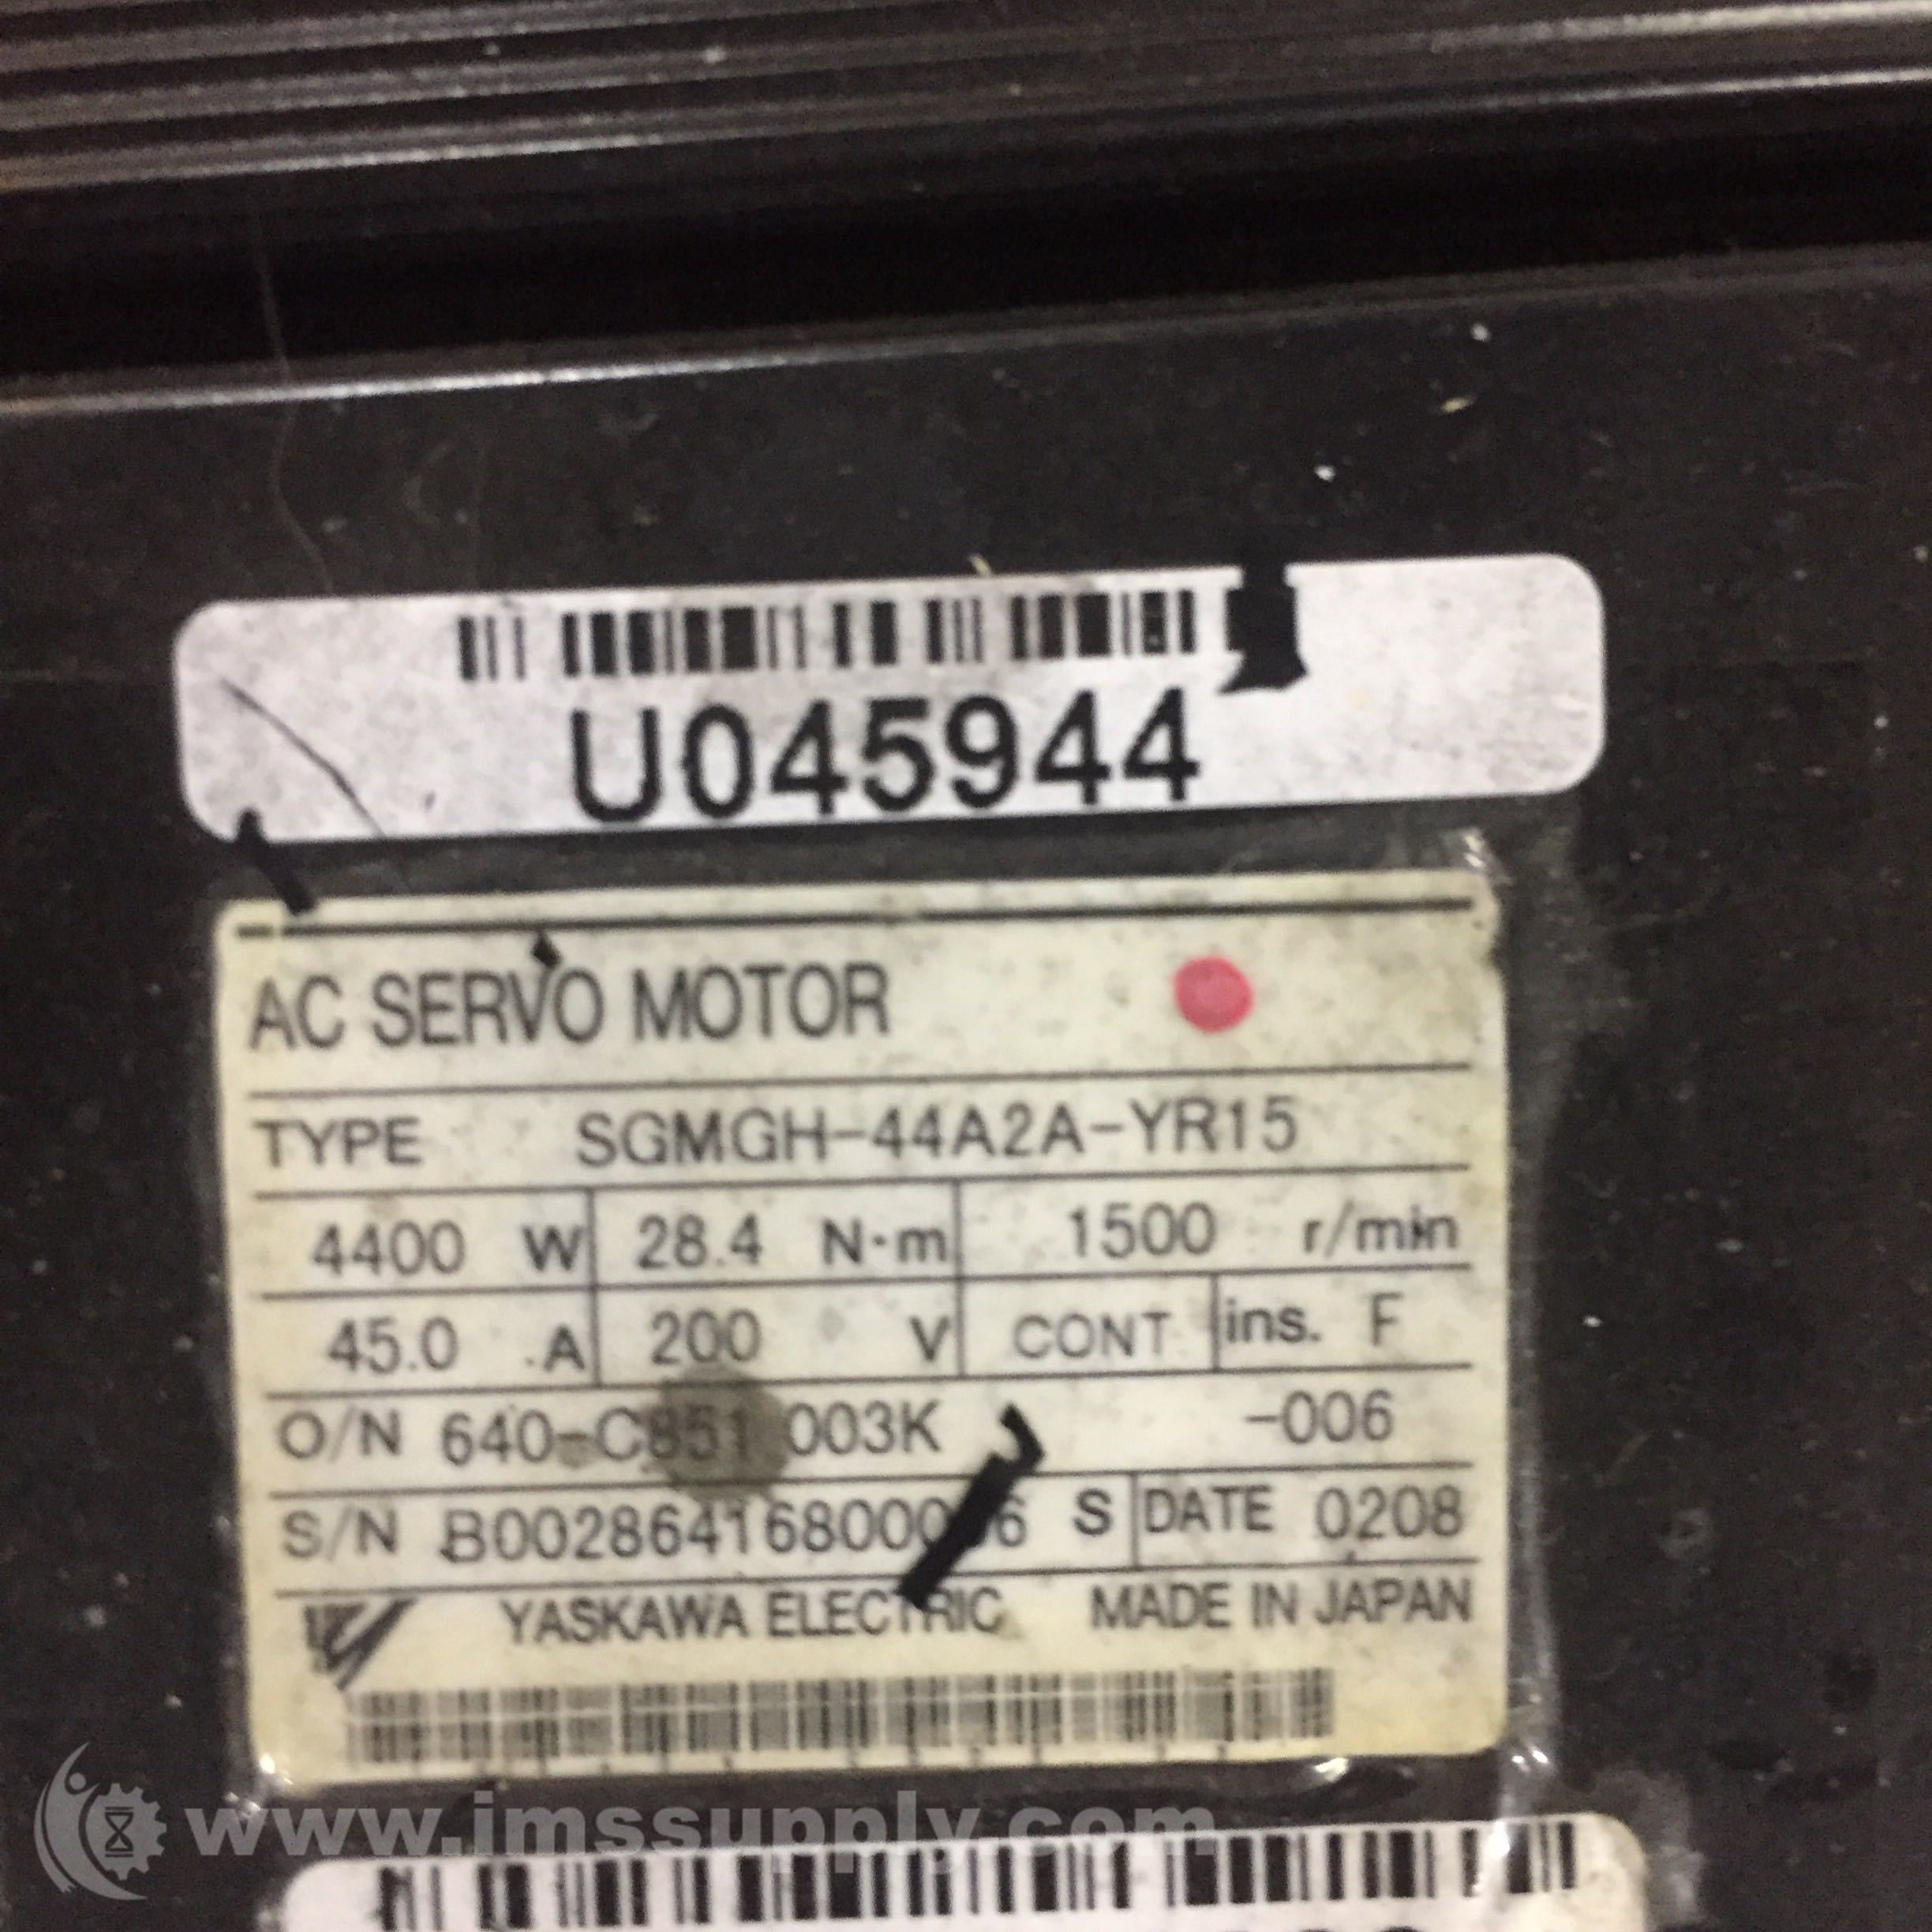 U045944
AC SERVO MOTOR
TYPE SGMGH-44A2A-YR15
4400 W 28.4 N·m 1500 r/min
45.0 A 200 V CONT ins. F
O/N 640-C851 003K -006
S/N S DATE 0208
YASKAWA ELECTRIC MADE IN JAPAN
www.imssupply.com